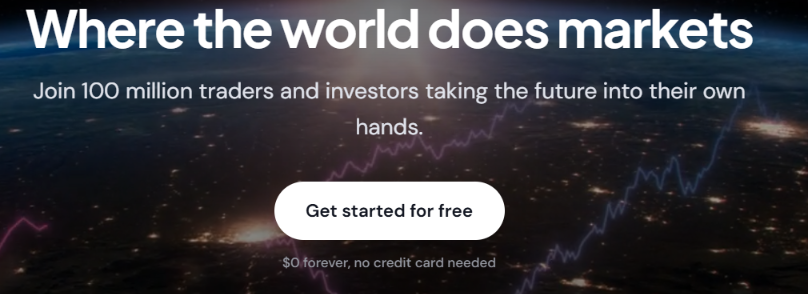 Where the world does markets
Join 100 million traders and investors taking the future into their own
hands.
Get started for free
$0 forever, no credit card needed